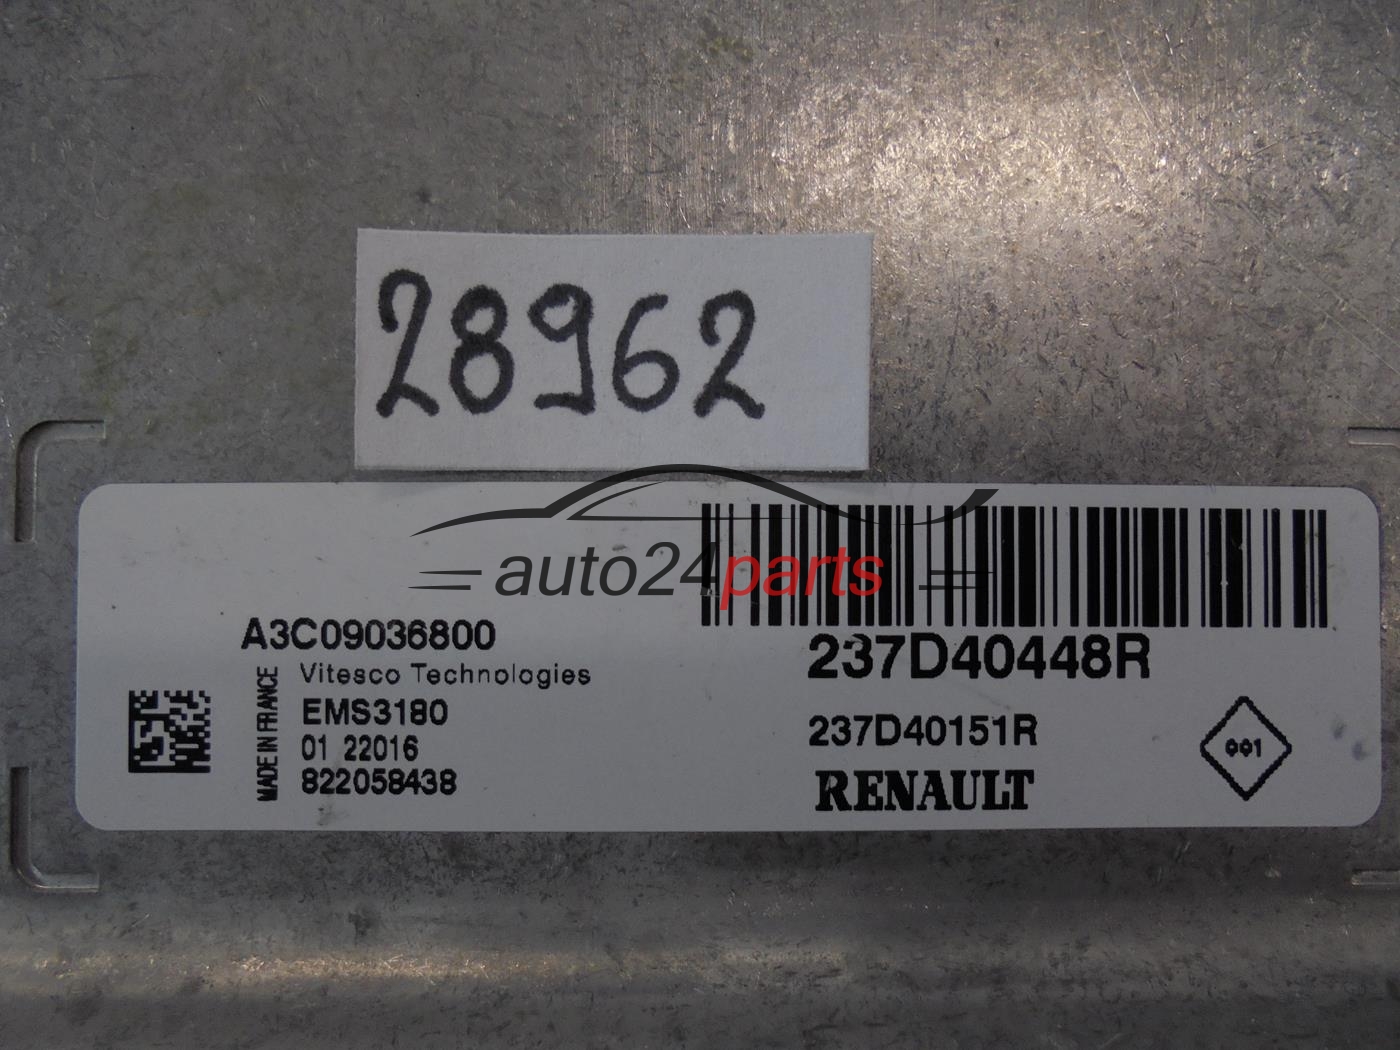 28962
auto24parts
A3C09036800
Vitesco Technologies
MADE IN FRANCE
EMS3180
01 22016
822058438
237D40448R
237D40151R
RENAULT
001